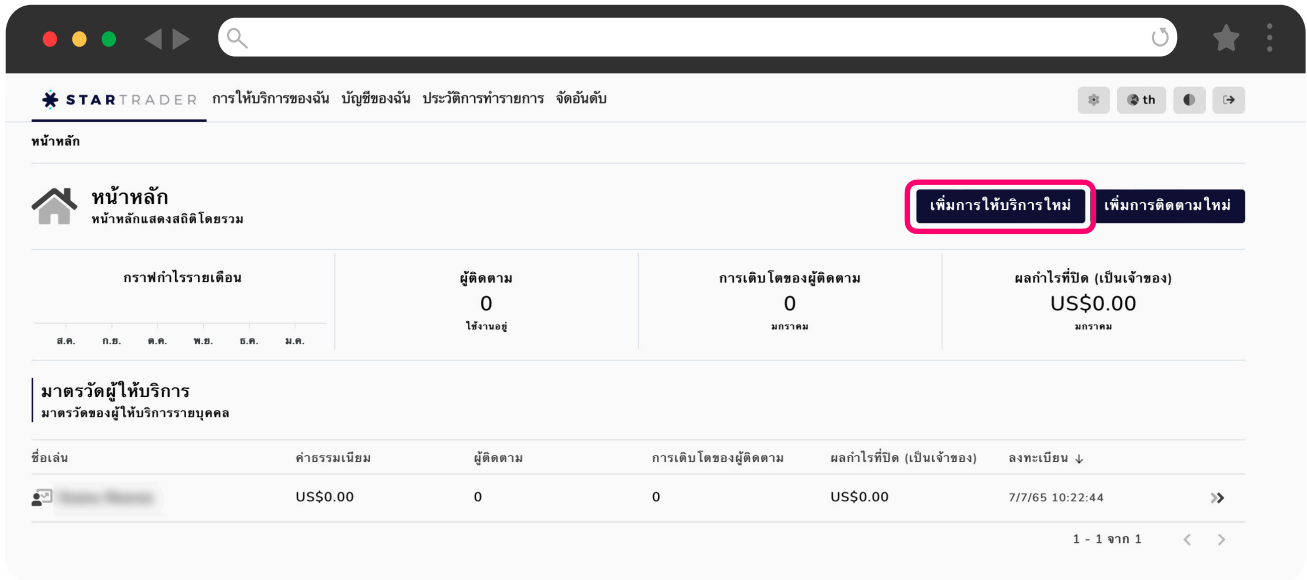 STARTRADER การให้บริการของฉัน บัญชีของฉัน ประวัติการทำรายการ จัดอันดับ th
หน้าหลัก
หน้าหลัก
หน้าหลักแสดงสถิติโดยรวม
เพิ่มการให้บริการใหม่ เพิ่มการติดตามใหม่
กราฟกำไรรายเดือน
ส.ค. ก.ย. ต.ค. พ.ย. ธ.ค. ม.ค.
ผู้ติดตาม
0
ใช้งานอยู่
การเติบโตของผู้ติดตาม
0
มกราคม
ผลกำไรที่ปิด (เป็นเจ้าของ)
US$0.00
มกราคม
มาตรวัดผู้ให้บริการ
มาตรวัดของผู้ให้บริการรายบุคคล
ชื่อเล่น ค่าธรรมเนียม ผู้ติดตาม การเติบโตของผู้ติดตาม ผลกำไรที่ปิด (เป็นเจ้าของ) ลงทะเบียน ↓
US$0.00 0 0 US$0.00 7/7/65 10:22:44
1 - 1 จาก 1